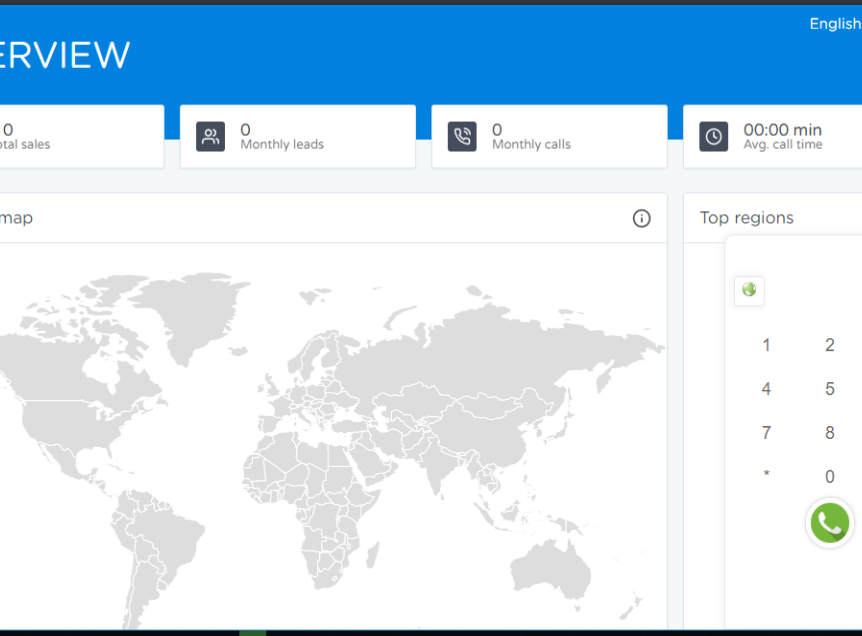 ERVIEW
English
0
tal sales
0
Monthly leads
0
Monthly calls
00:00 min
Avg. call time
map
Top regions
1 2
4 5
7 8
* 0